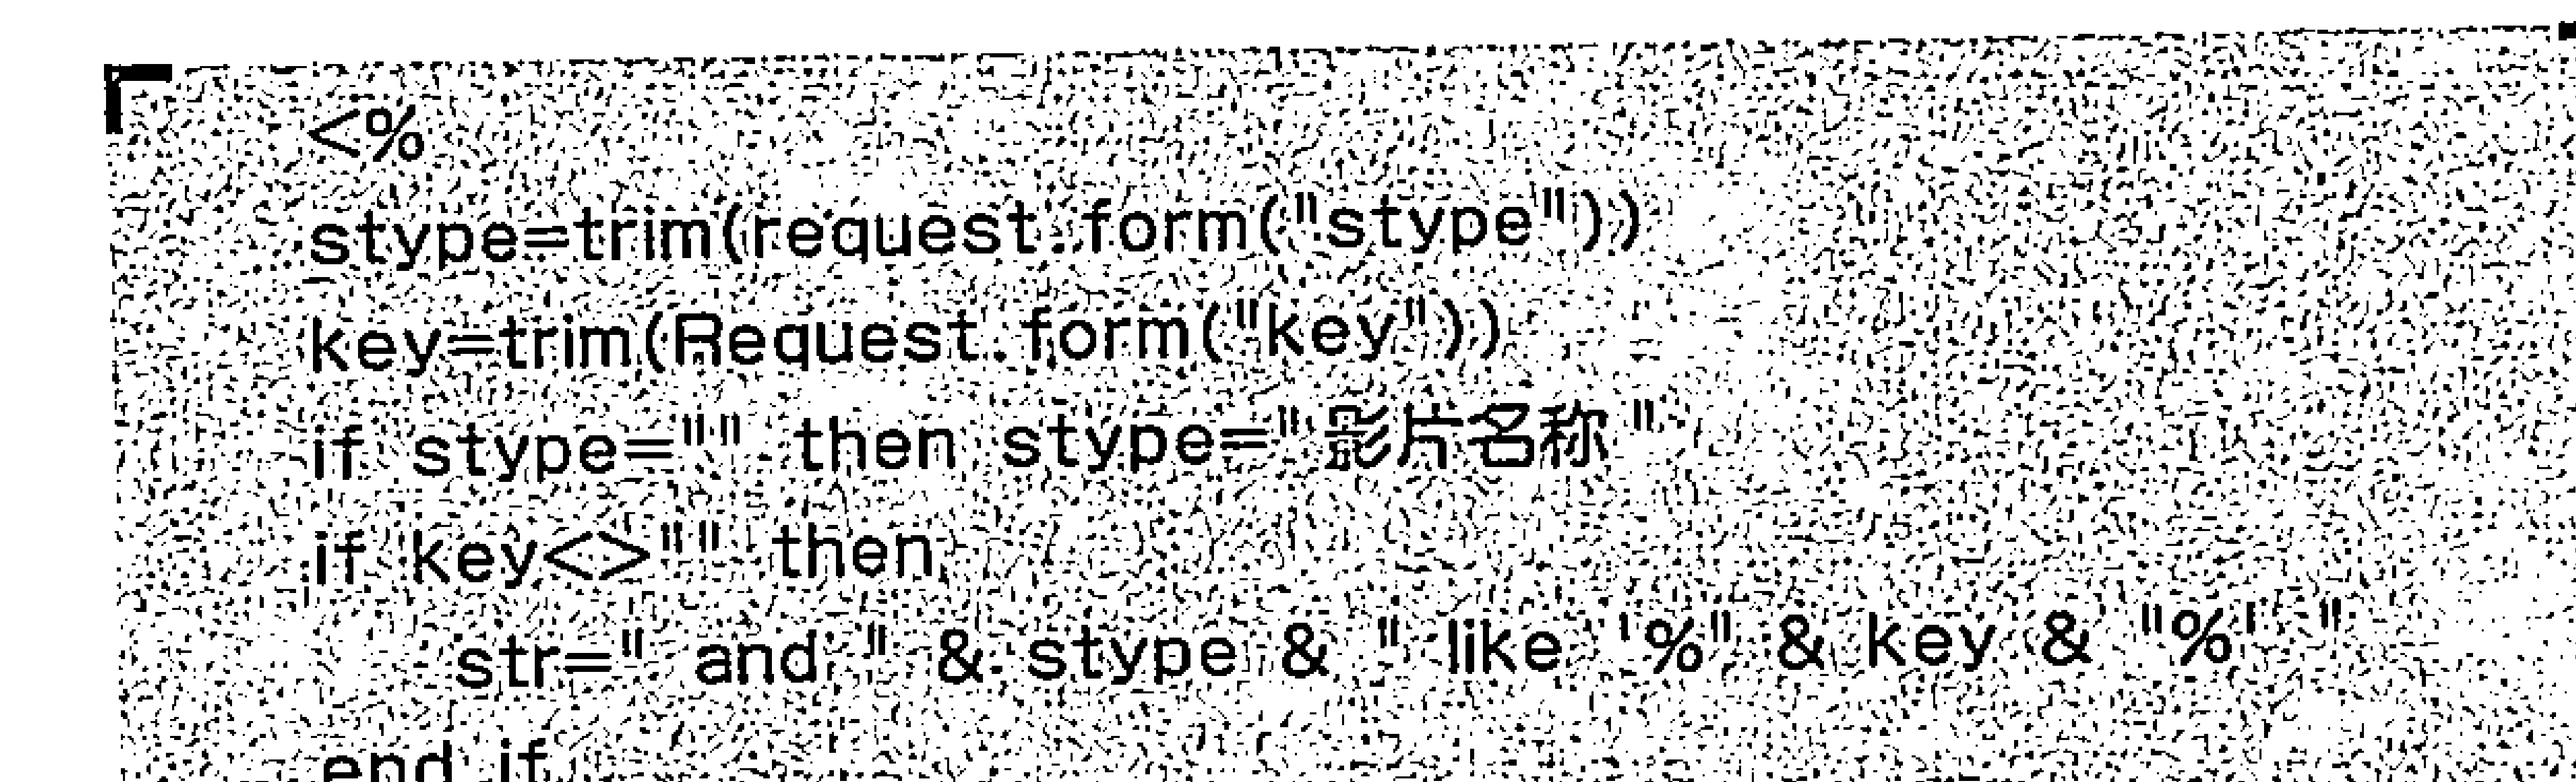 <%
stype=trim(request.form("stype"))
key=trim(Request.form("key"))
if stype="" then stype="影片名称"
if key<>"" then
    str=" and " & stype & " like '%" & key & "%' "
end if